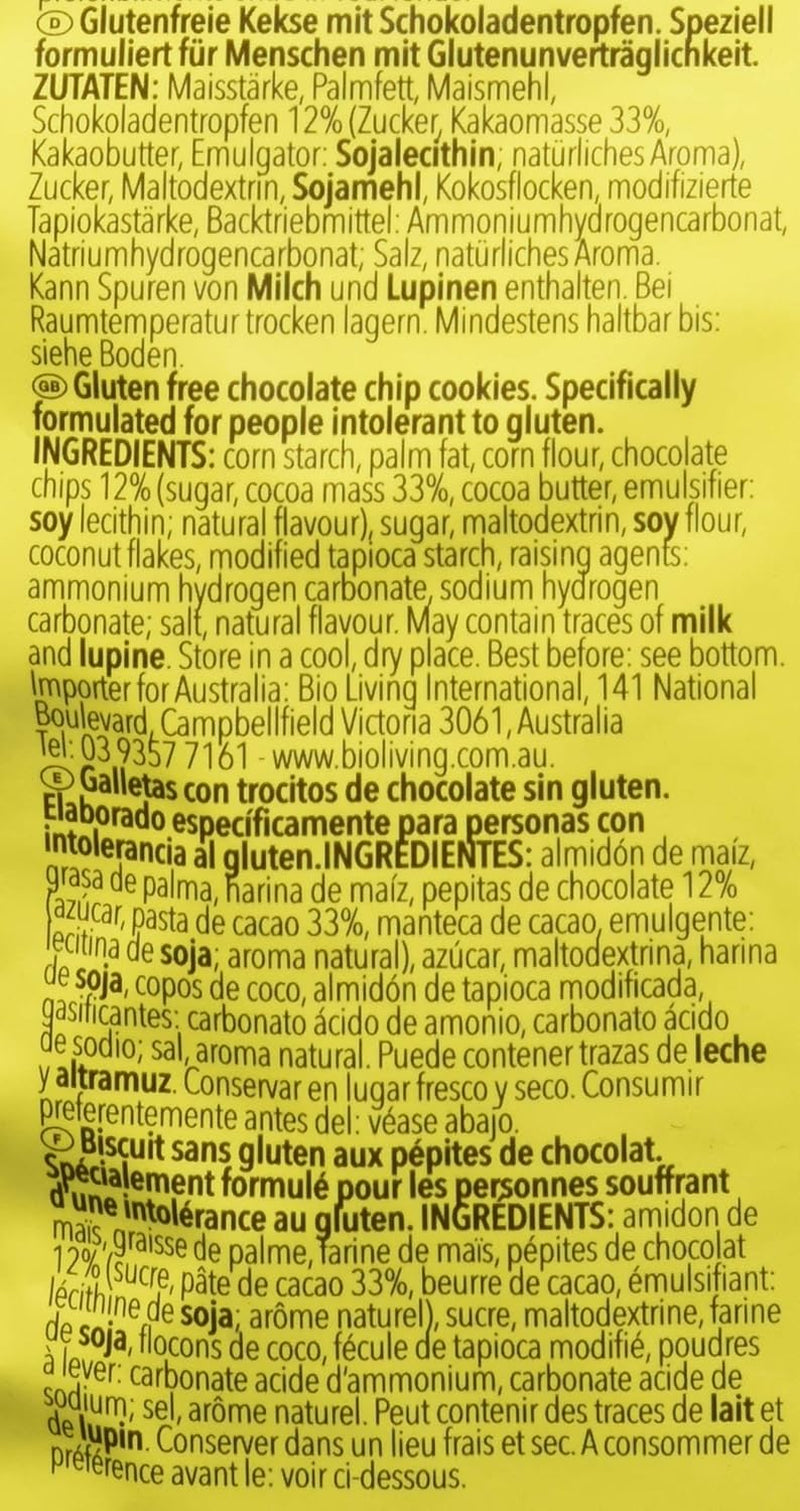 Ⓓ Glutenfreie Kekse mit Schokoladentropfen. Speziell
formuliert für Menschen mit Glutenunverträglichkeit.
ZUTATEN: Maisstärke, Palmfett, Maismehl,
Schokoladentropfen 12% (Zucker, Kakaomasse 33%,
Kakaobutter, Emulgator: Sojalecithin; natürliches Aroma),
Zucker, Maltodextrin, Sojamehl, Kokosflocken, modifizierte
Tapiokastärke, Backtriebmittel: Ammoniumhydrogencarbonat,
Natriumhydrogencarbonat; Salz, natürliches Aroma.
Kann Spuren von Milch und Lupinen enthalten. Bei
Raumtemperatur trocken lagern. Mindestens haltbar bis:
siehe Boden.
GB Gluten free chocolate chip cookies. Specifically
formulated for people intolerant to gluten.
INGREDIENTS: corn starch, palm fat, corn flour, chocolate
chips 12% (sugar, cocoa mass 33%, cocoa butter, emulsifier:
soy lecithin; natural flavour), sugar, maltodextrin, soy flour,
coconut flakes, modified tapioca starch, raising agents:
ammonium hydrogen carbonate, sodium hydrogen
carbonate; salt, natural flavour. May contain traces of milk
and lupine. Store in a cool, dry place. Best before: see bottom.
Importer for Australia: Bio Living International, 141 National
Boulevard, Campbellfield Victoria 3061, Australia
Tel: 03 9357 7161 - www.bioliving.com.au.
Ⓔ Galletas con trocitos de chocolate sin gluten.
Elaborado específicamente para personas con
intolerancia al gluten. INGREDIENTES: almidón de maíz,
grasa de palma, harina de maíz, pepitas de chocolate 12%
(azúcar, pasta de cacao 33%, manteca de cacao, emulgente:
lecitina de soja; aroma natural), azúcar, maltodextrina, harina
de soja, copos de coco, almidón de tapioca modificada,
gasificantes: carbonato ácido de amonio, carbonato ácido
de sodio; sal, aroma natural. Puede contener trazas de leche
y altramuz. Conservar en lugar fresco y seco. Consumir
preferentemente antes del: véase abajo.
Ⓕ Biscuit sans gluten aux pépites de chocolat.
Spécialement formulé pour les personnes souffrant
d'une intolérance au gluten. INGRÉDIENTS: amidon de
maïs, graisse de palme, farine de maïs, pépites de chocolat
12% (sucre, pâte de cacao 33%, beurre de cacao, émulsifiant:
lécithine de soja; arôme naturel), sucre, maltodextrine, farine
de soja, flocons de coco, fécule de tapioca modifié, poudres
à lever: carbonate acide d'ammonium, carbonate acide de
sodium; sel, arôme naturel. Peut contenir des traces de lait et
de lupin. Conserver dans un lieu frais et sec. A consommer de
préférence avant le: voir ci-dessous.